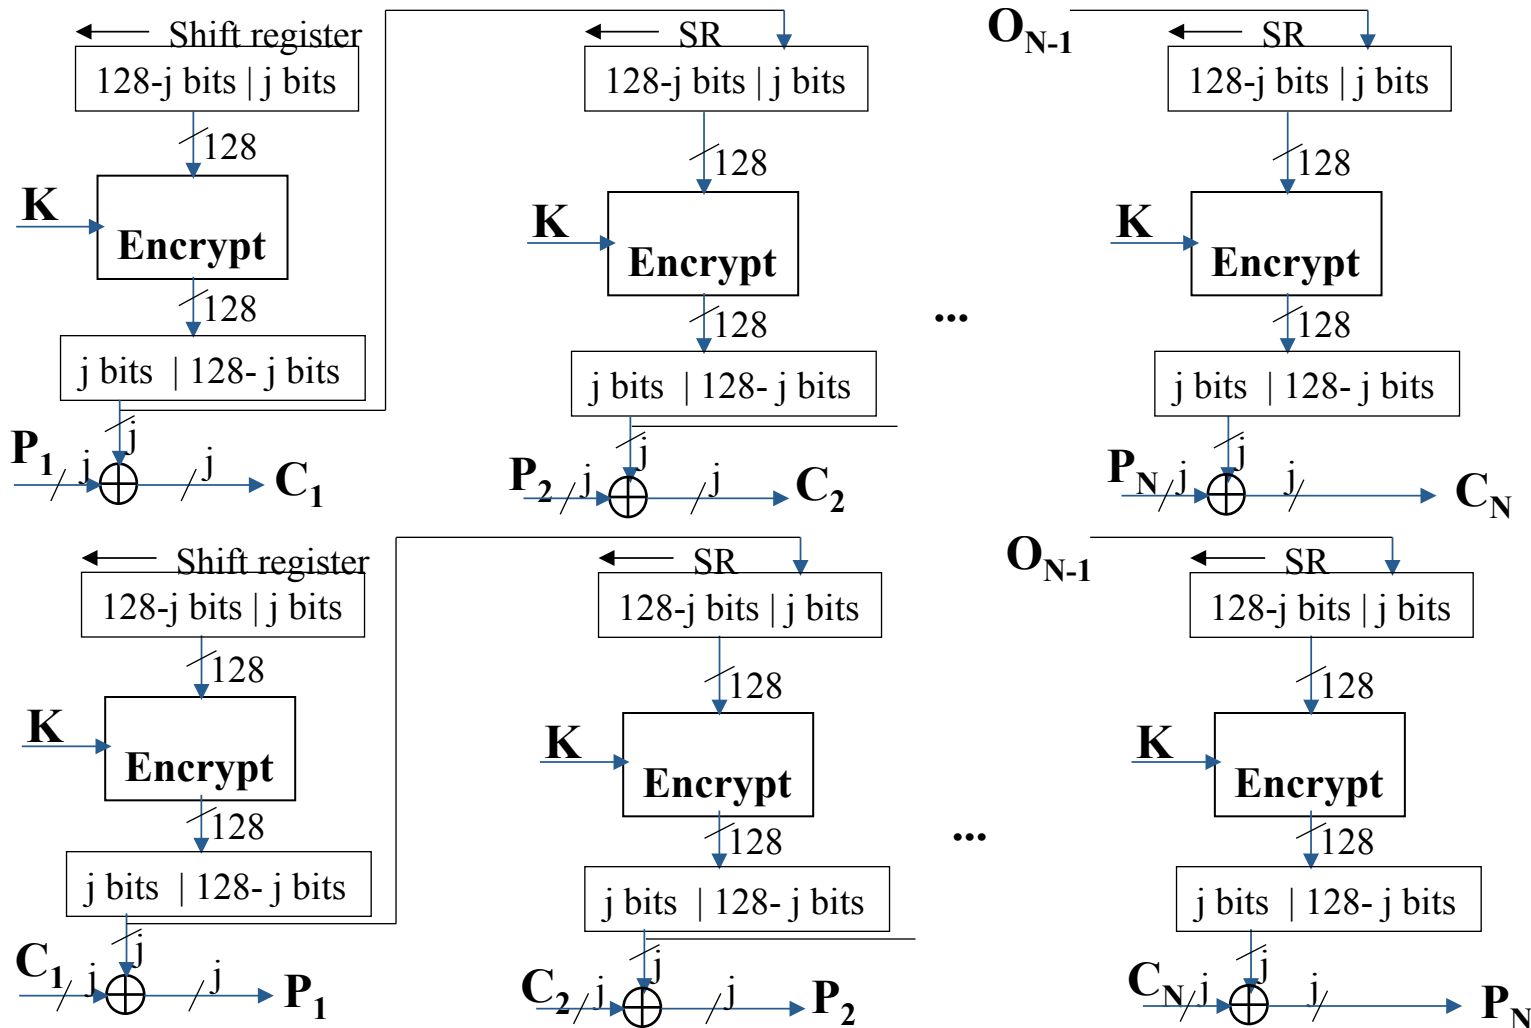 Shift register SR O_{N-1} SR
128-j bits | j bits 128-j bits | j bits 128-j bits | j bits
128 128 128
K K K
Encrypt Encrypt Encrypt
128 128 ... 128
j bits | 128- j bits j bits | 128- j bits j bits | 128- j bits
j j j
P_1 j j C_1 P_2 j j C_2 P_N j j C_N
Shift register SR O_{N-1} SR
128-j bits | j bits 128-j bits | j bits 128-j bits | j bits
128 128 128
K K K
Encrypt Encrypt Encrypt
128 128 ... 128
j bits | 128- j bits j bits | 128- j bits j bits | 128- j bits
j j j
C_1 j j P_1 C_2 j j P_2 C_N j j P_N